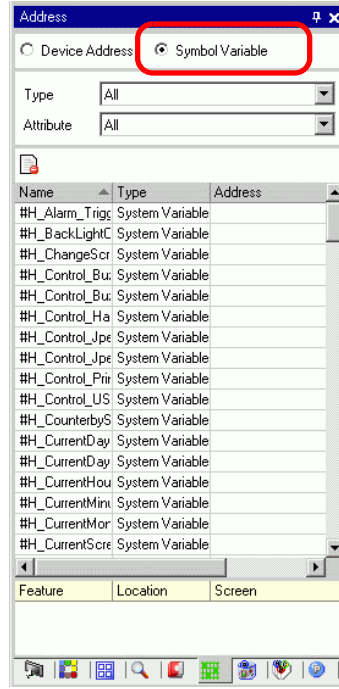 Address
Device Address Symbol Variable
Type All
Attribute All
Name Type Address
#H_Alarm_Trigg System Variable
#H_BackLightC System Variable
#H_ChangeScr System Variable
#H_Control_Bu: System Variable
#H_Control_Bu: System Variable
#H_Control_Ha System Variable
#H_Control_Jpe System Variable
#H_Control_Jpe System Variable
#H_Control_Prin System Variable
#H_Control_US System Variable
#H_CounterbyS System Variable
#H_CurrentDay System Variable
#H_CurrentDay System Variable
#H_CurrentHou System Variable
#H_CurrentMinu System Variable
#H_CurrentMor System Variable
#H_CurrentScre System Variable
Feature Location Screen